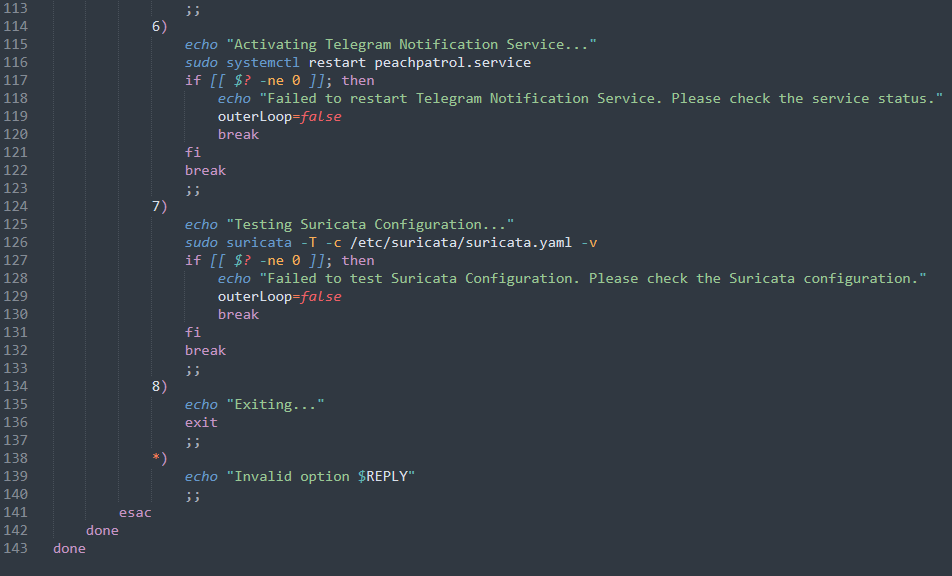 113                    ;;
114                6)
115                    echo "Activating Telegram Notification Service..."
116                    sudo systemctl restart peachpatrol.service
117                    if [[ $? -ne 0 ]]; then
118                        echo "Failed to restart Telegram Notification Service. Please check the service status."
119                        outerLoop=false
120                        break
121                    fi
122                    break
123                    ;;
124                7)
125                    echo "Testing Suricata Configuration..."
126                    sudo suricata -T -c /etc/suricata/suricata.yaml -v
127                    if [[ $? -ne 0 ]]; then
128                        echo "Failed to test Suricata Configuration. Please check the Suricata configuration."
129                        outerLoop=false
130                        break
131                    fi
132                    break
133                    ;;
134                8)
135                    echo "Exiting..."
136                    exit
137                    ;;
138                *)
139                    echo "Invalid option $REPLY"
140                    ;;
141            esac
142        done
143    done